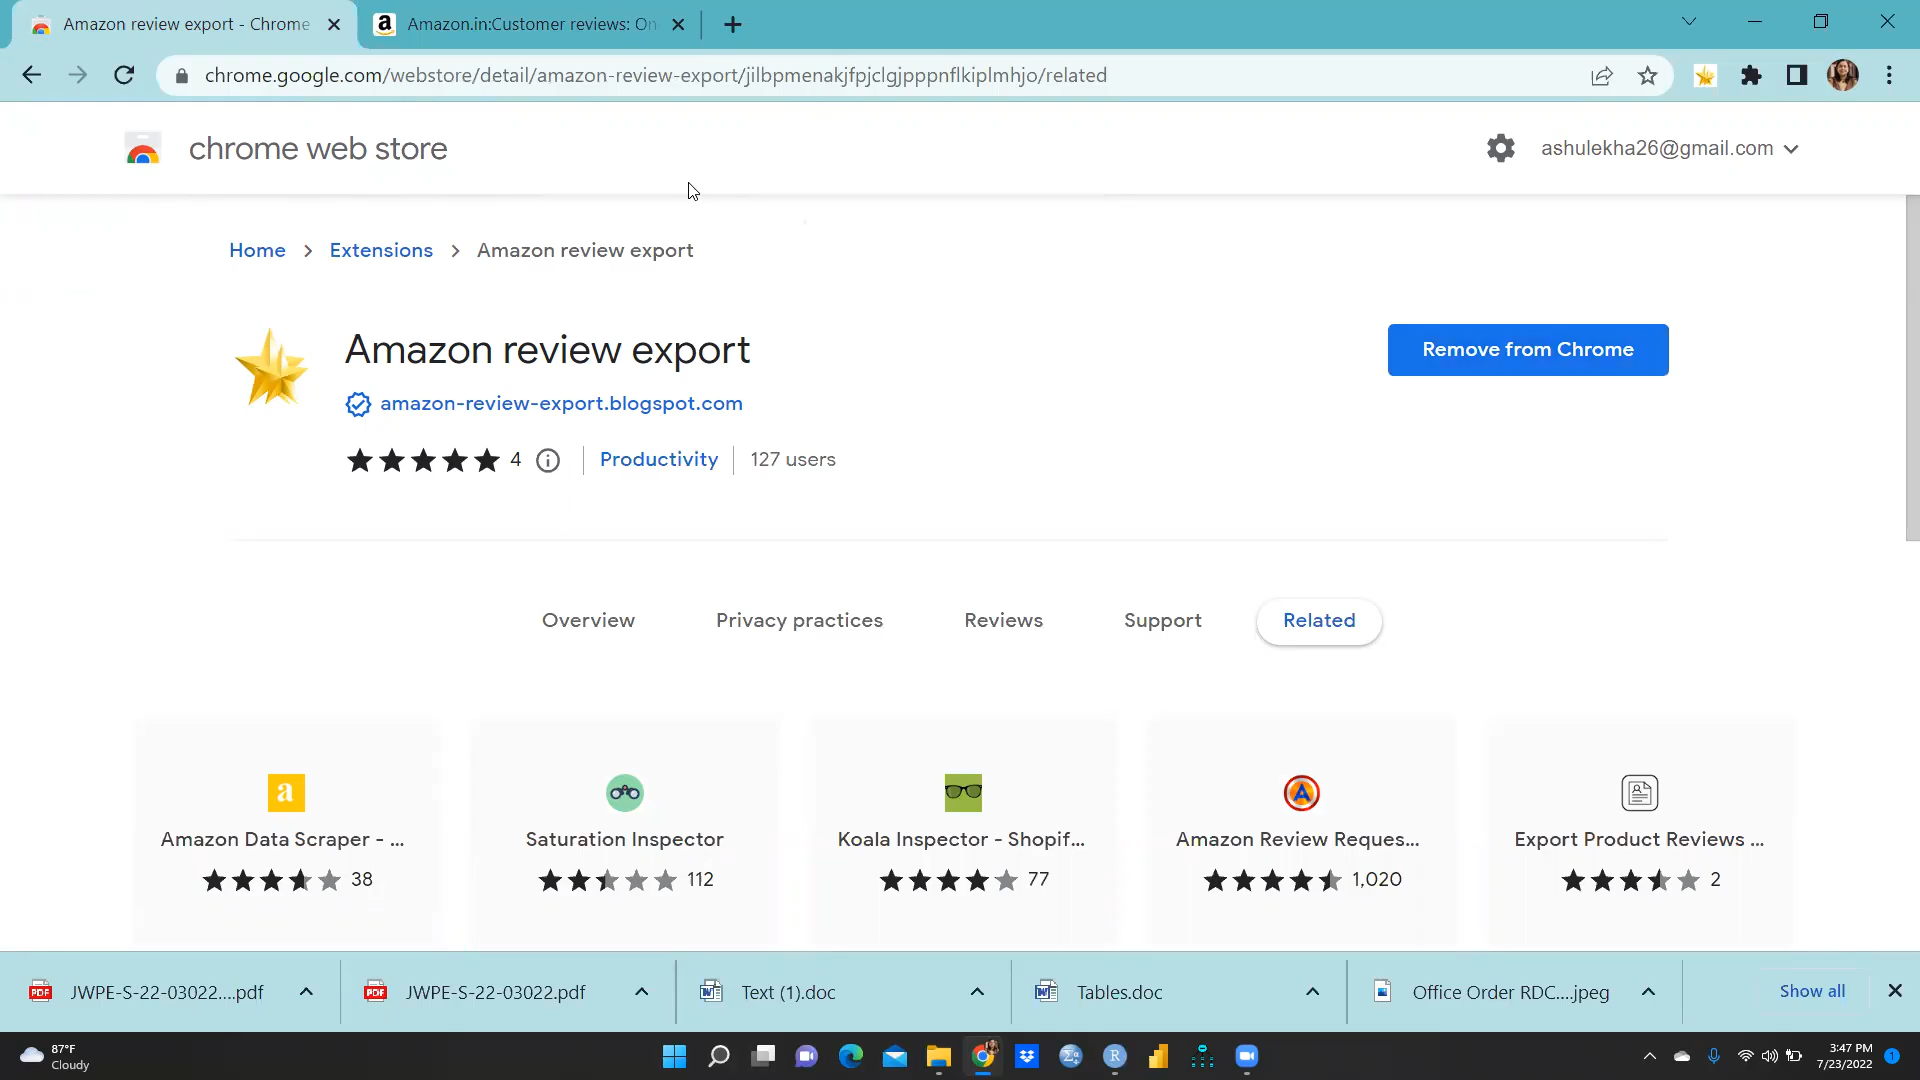 Amazon review export - Chrome
Amazon.in:Customer reviews: On
chrome.google.com/webstore/detail/amazon-review-export/jilbpmenakjfpjclgjpppnflkiplmhjo/related
chrome web store
ashulekha26@gmail.com
Home > Extensions > Amazon review export
Amazon review export
Remove from Chrome
amazon-review-export.blogspot.com
4
Productivity
127 users
Overview
Privacy practices
Reviews
Support
Related
Amazon Data Scraper - ...
Saturation Inspector
Koala Inspector - Shopif...
Amazon Review Reques...
Export Product Reviews ...
38
112
77
1,020
2
JWPE-S-22-03022....pdf
JWPE-S-22-03022.pdf
Text (1).doc
Tables.doc
Office Order RDC....jpeg
Show all
87°F
Cloudy
3:47 PM
7/23/2022
1